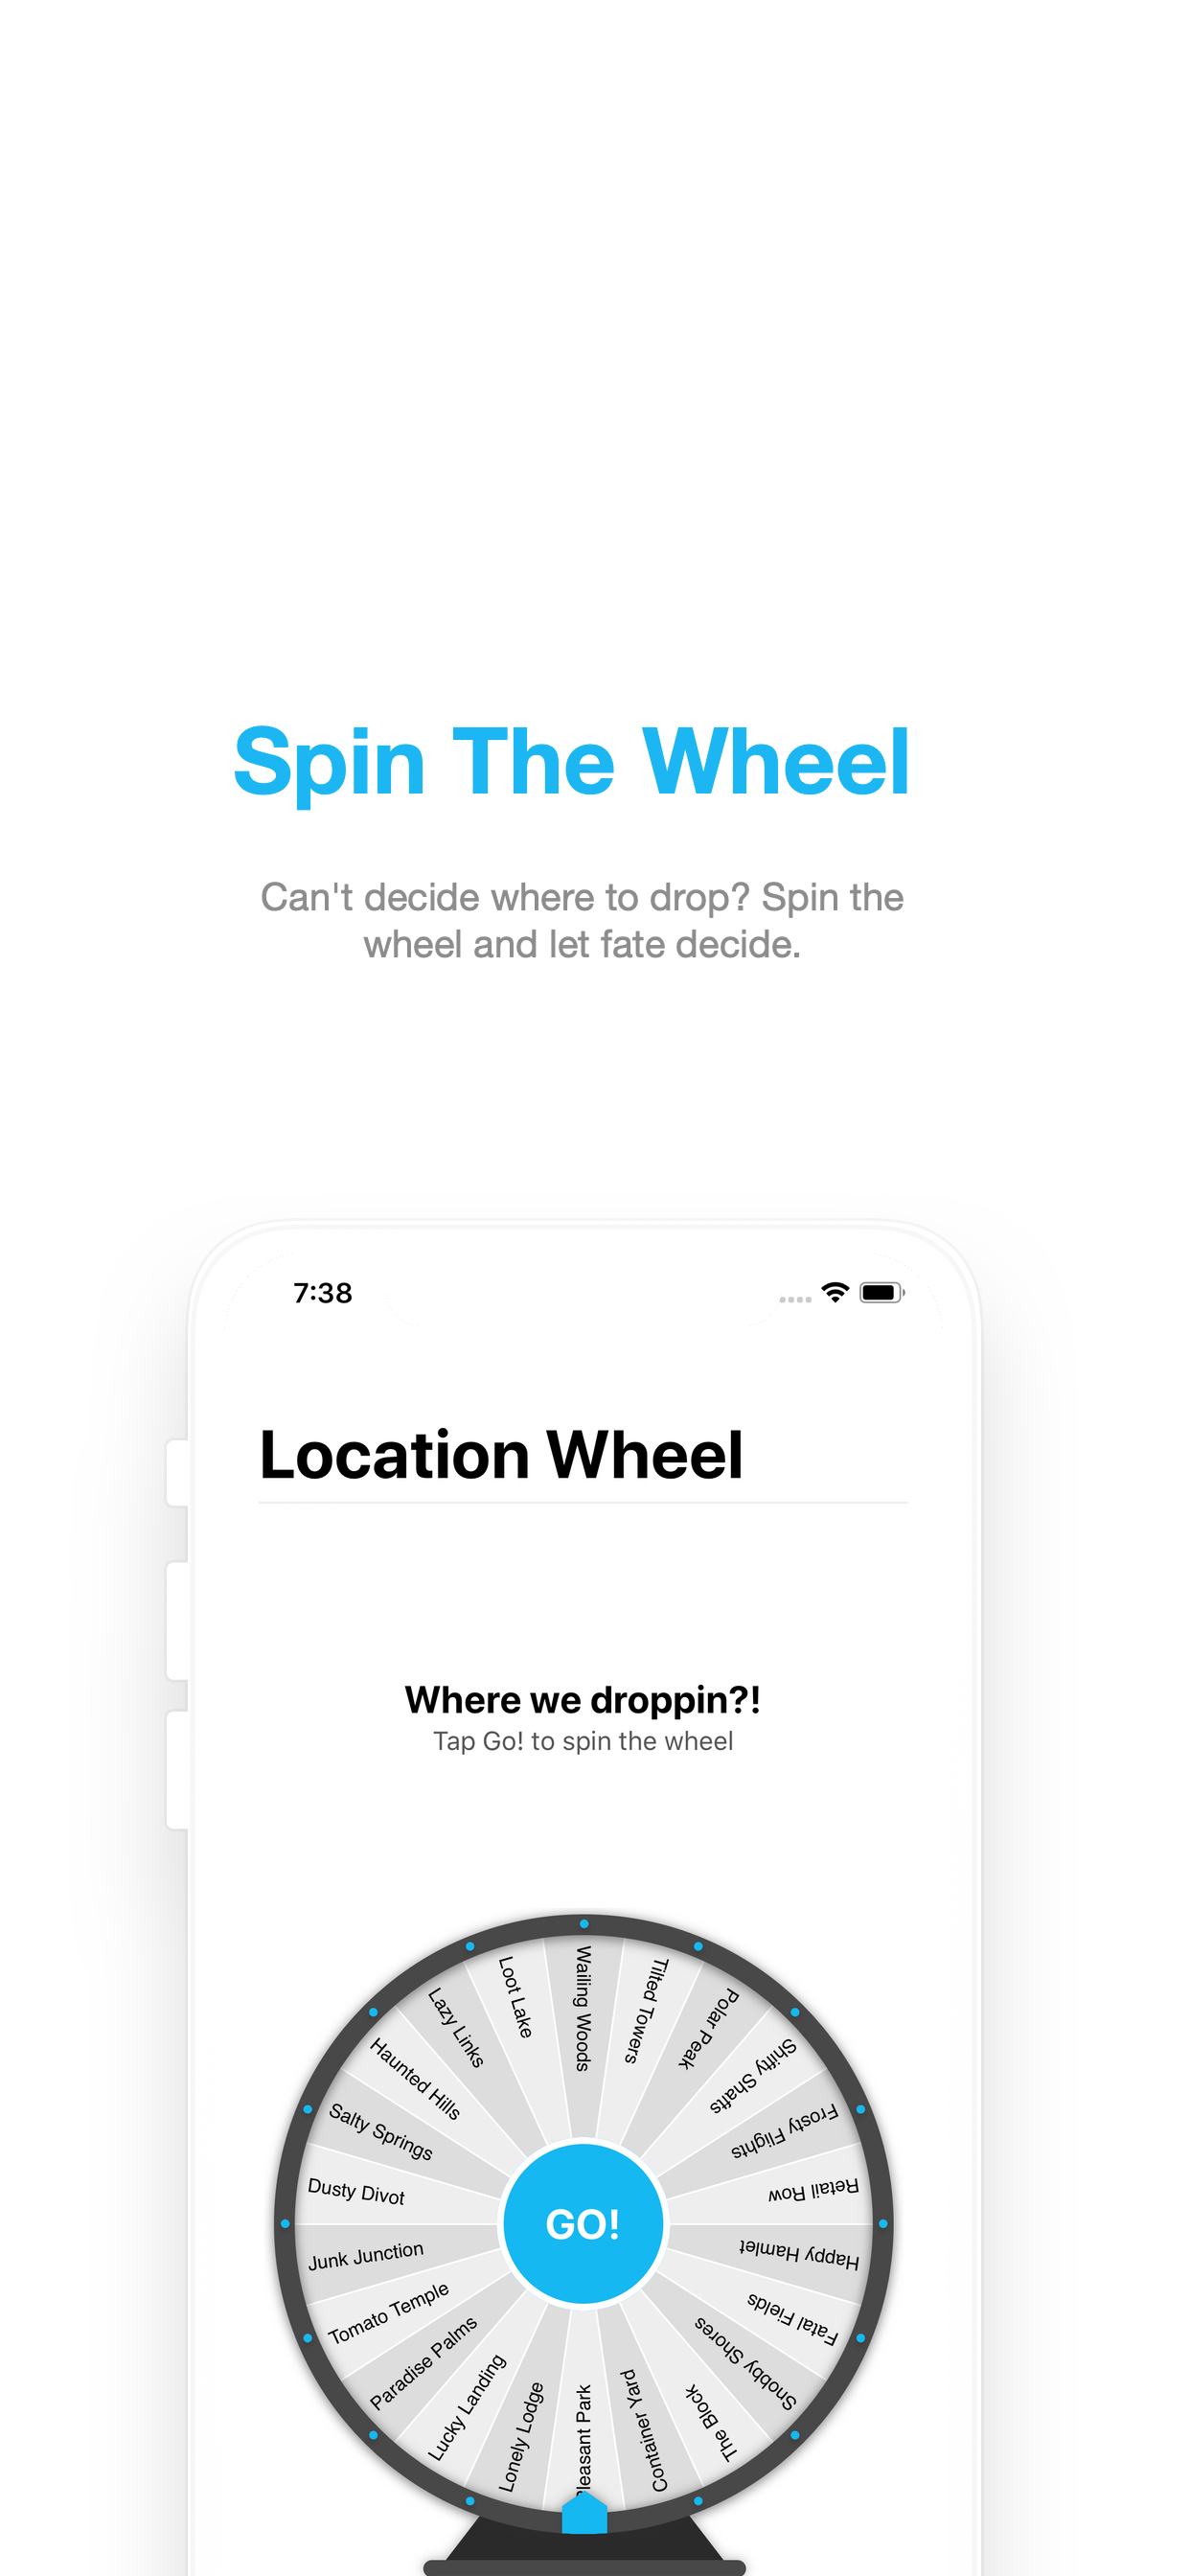 Spin The Wheel
Can't decide where to drop? Spin the
wheel and let fate decide.
7:38
Location Wheel
Where we droppin?!
Tap Go! to spin the wheel
Wailing Woods
Tilted Towers
Polar Peak
Shifty Shafts
Frosty Flights
Retail Row
Happy Hamlet
Fatal Fields
Snobby Shores
The Block
Container Yard
leasant Park
Lonely Lodge
Lucky Landing
Paradise Palms
Tomato Temple
Junk Junction
Dusty Divot
Salty Springs
Haunted Hills
Lazy Links
Loot Lake
GO!